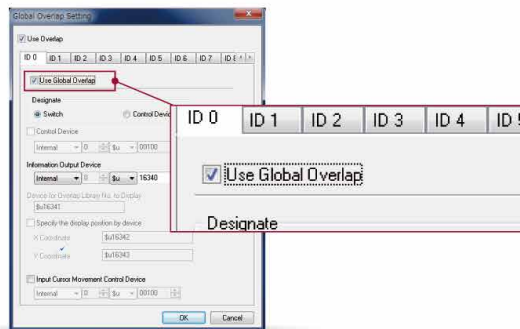 Global Overlap Setting
Use Overlap
ID 0 ID 1 ID 2 ID 3 ID 4 ID 5 ID 6 ID 7 ID 8
Use Global Overlap
Designate
Switch Control Device
Control Device
Internal 0 $u 00100
Information Output Device
Internal 0 $u 16340
Device for Overlap Library No. to Display
$u16341
Specify the display position by device
X Coordinate $u16342
Y Coordinate $u16343
Input Cursor Movement Control Device
Internal 0 $u 00100
OK Cancel
ID 0 ID 1 ID 2 ID 3 ID 4 ID
Use Global Overlap
Designate